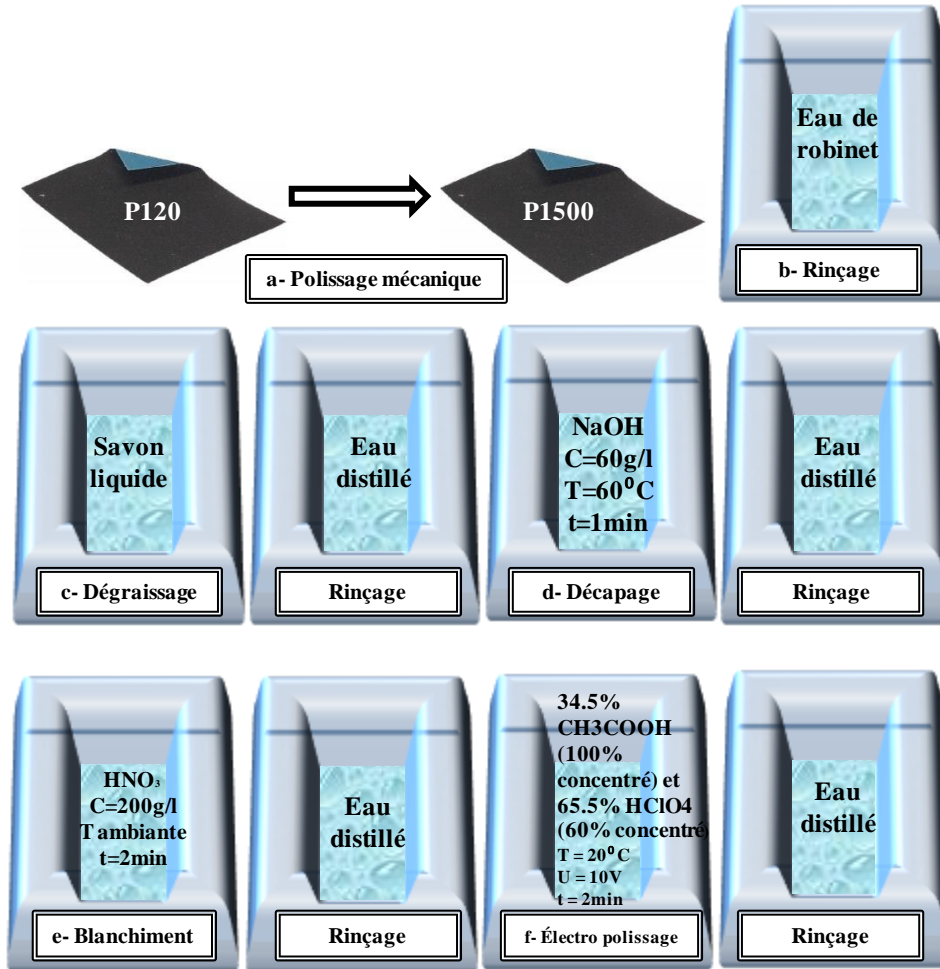 P120
P1500
a- Polissage mécanique
Eau de
robinet
b- Rinçage
Savon
liquide
c- Dégraissage
Eau
distillé
Rinçage
NaOH
C=60g/l
T=60⁰C
t=1min
d- Décapage
Eau
distillé
Rinçage
HNO₃
C=200g/l
T ambiante
t=2min
e- Blanchiment
Eau
distillé
Rinçage
34.5%
CH3COOH
(100%
concentré) et
65.5% HClO4
(60% concentré)
T = 20⁰C
U = 10V
t = 2min
f- Électro polissage
Eau
distillé
Rinçage